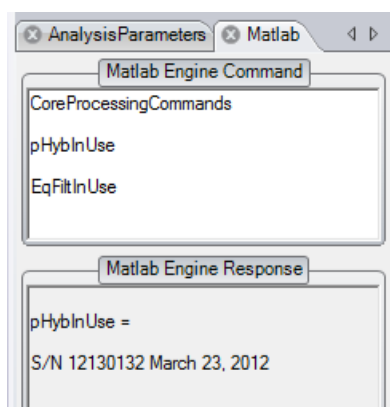 AnalysisParameters Matlab
Matlab Engine Command
CoreProcessingCommands
pHybInUse
EqFiltInUse
Matlab Engine Response
pHybInUse =
S/N 12130132 March 23, 2012